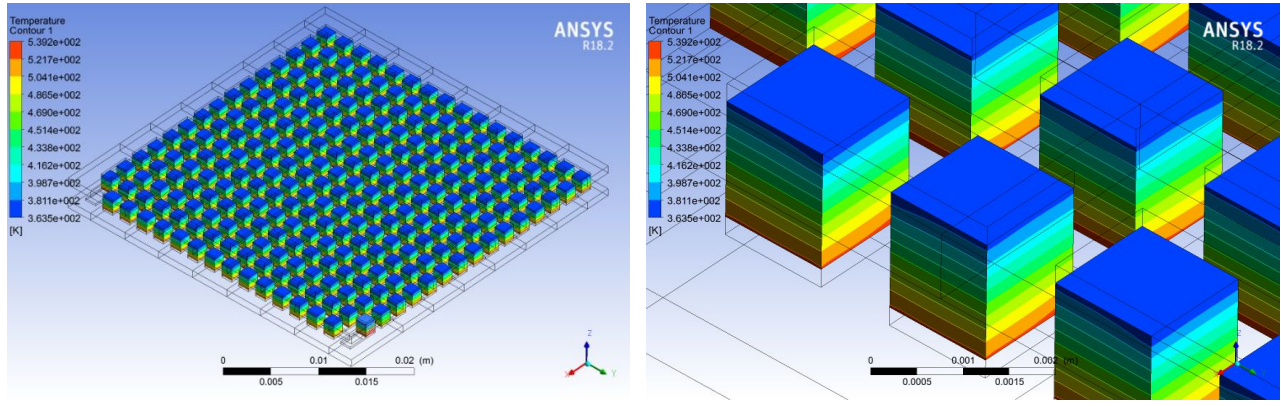 Temperature
Contour 1
5.392e+002
5.217e+002
5.041e+002
4.865e+002
4.690e+002
4.514e+002
4.338e+002
4.162e+002
3.987e+002
3.811e+002
3.635e+002
[K]
ANSYS
R18.2
0 0.01 0.02 (m)
0.005 0.015
Z
X Y
Temperature
Contour 1
5.392e+002
5.217e+002
5.041e+002
4.865e+002
4.690e+002
4.514e+002
4.338e+002
4.162e+002
3.987e+002
3.811e+002
3.635e+002
[K]
ANSYS
R18.2
0 0.001 0.002 (m)
0.0005 0.0015
Z